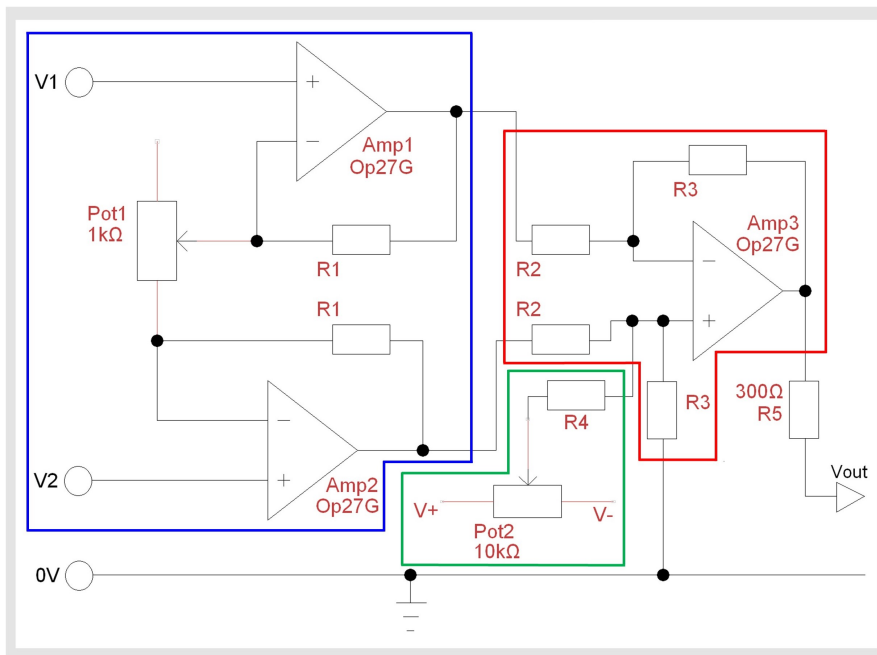 V1
+
−
Amp1
Op27G
Pot1
1kΩ
R1
R1
−
+
V2
Amp2
Op27G
R2
R3
Amp3
Op27G
−
+
R2
R3
R4
300Ω
R5
Vout
V+
V-
Pot2
10kΩ
0V